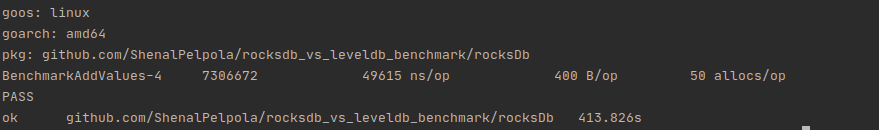 goos: linux
goarch: amd64
pkg: github.com/ShenalPelpola/rocksdb_vs_leveldb_benchmark/rocksDb
BenchmarkAddValues-4 7306672 49615 ns/op 400 B/op 50 allocs/op
PASS
ok github.com/ShenalPelpola/rocksdb_vs_leveldb_benchmark/rocksDb 413.826s